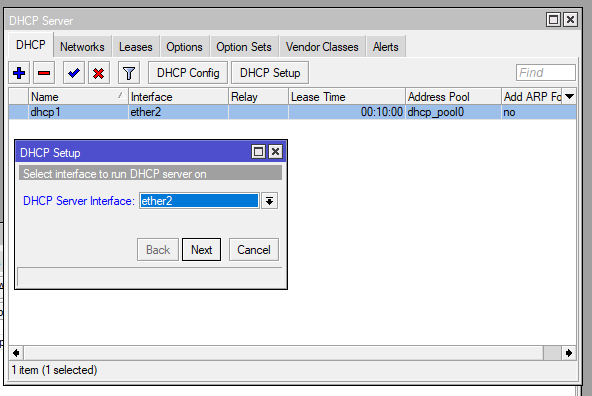 DHCP Server
DHCP Networks Leases Options Option Sets Vendor Classes Alerts
DHCP Config DHCP Setup Find
Name / Interface Relay Lease Time Address Pool Add ARP Fo
dhcp1 ether2 00:10:00 dhcp_pool0 no
DHCP Setup
Select interface to run DHCP server on
DHCP Server Interface: ether2
Back Next Cancel
1 item (1 selected)